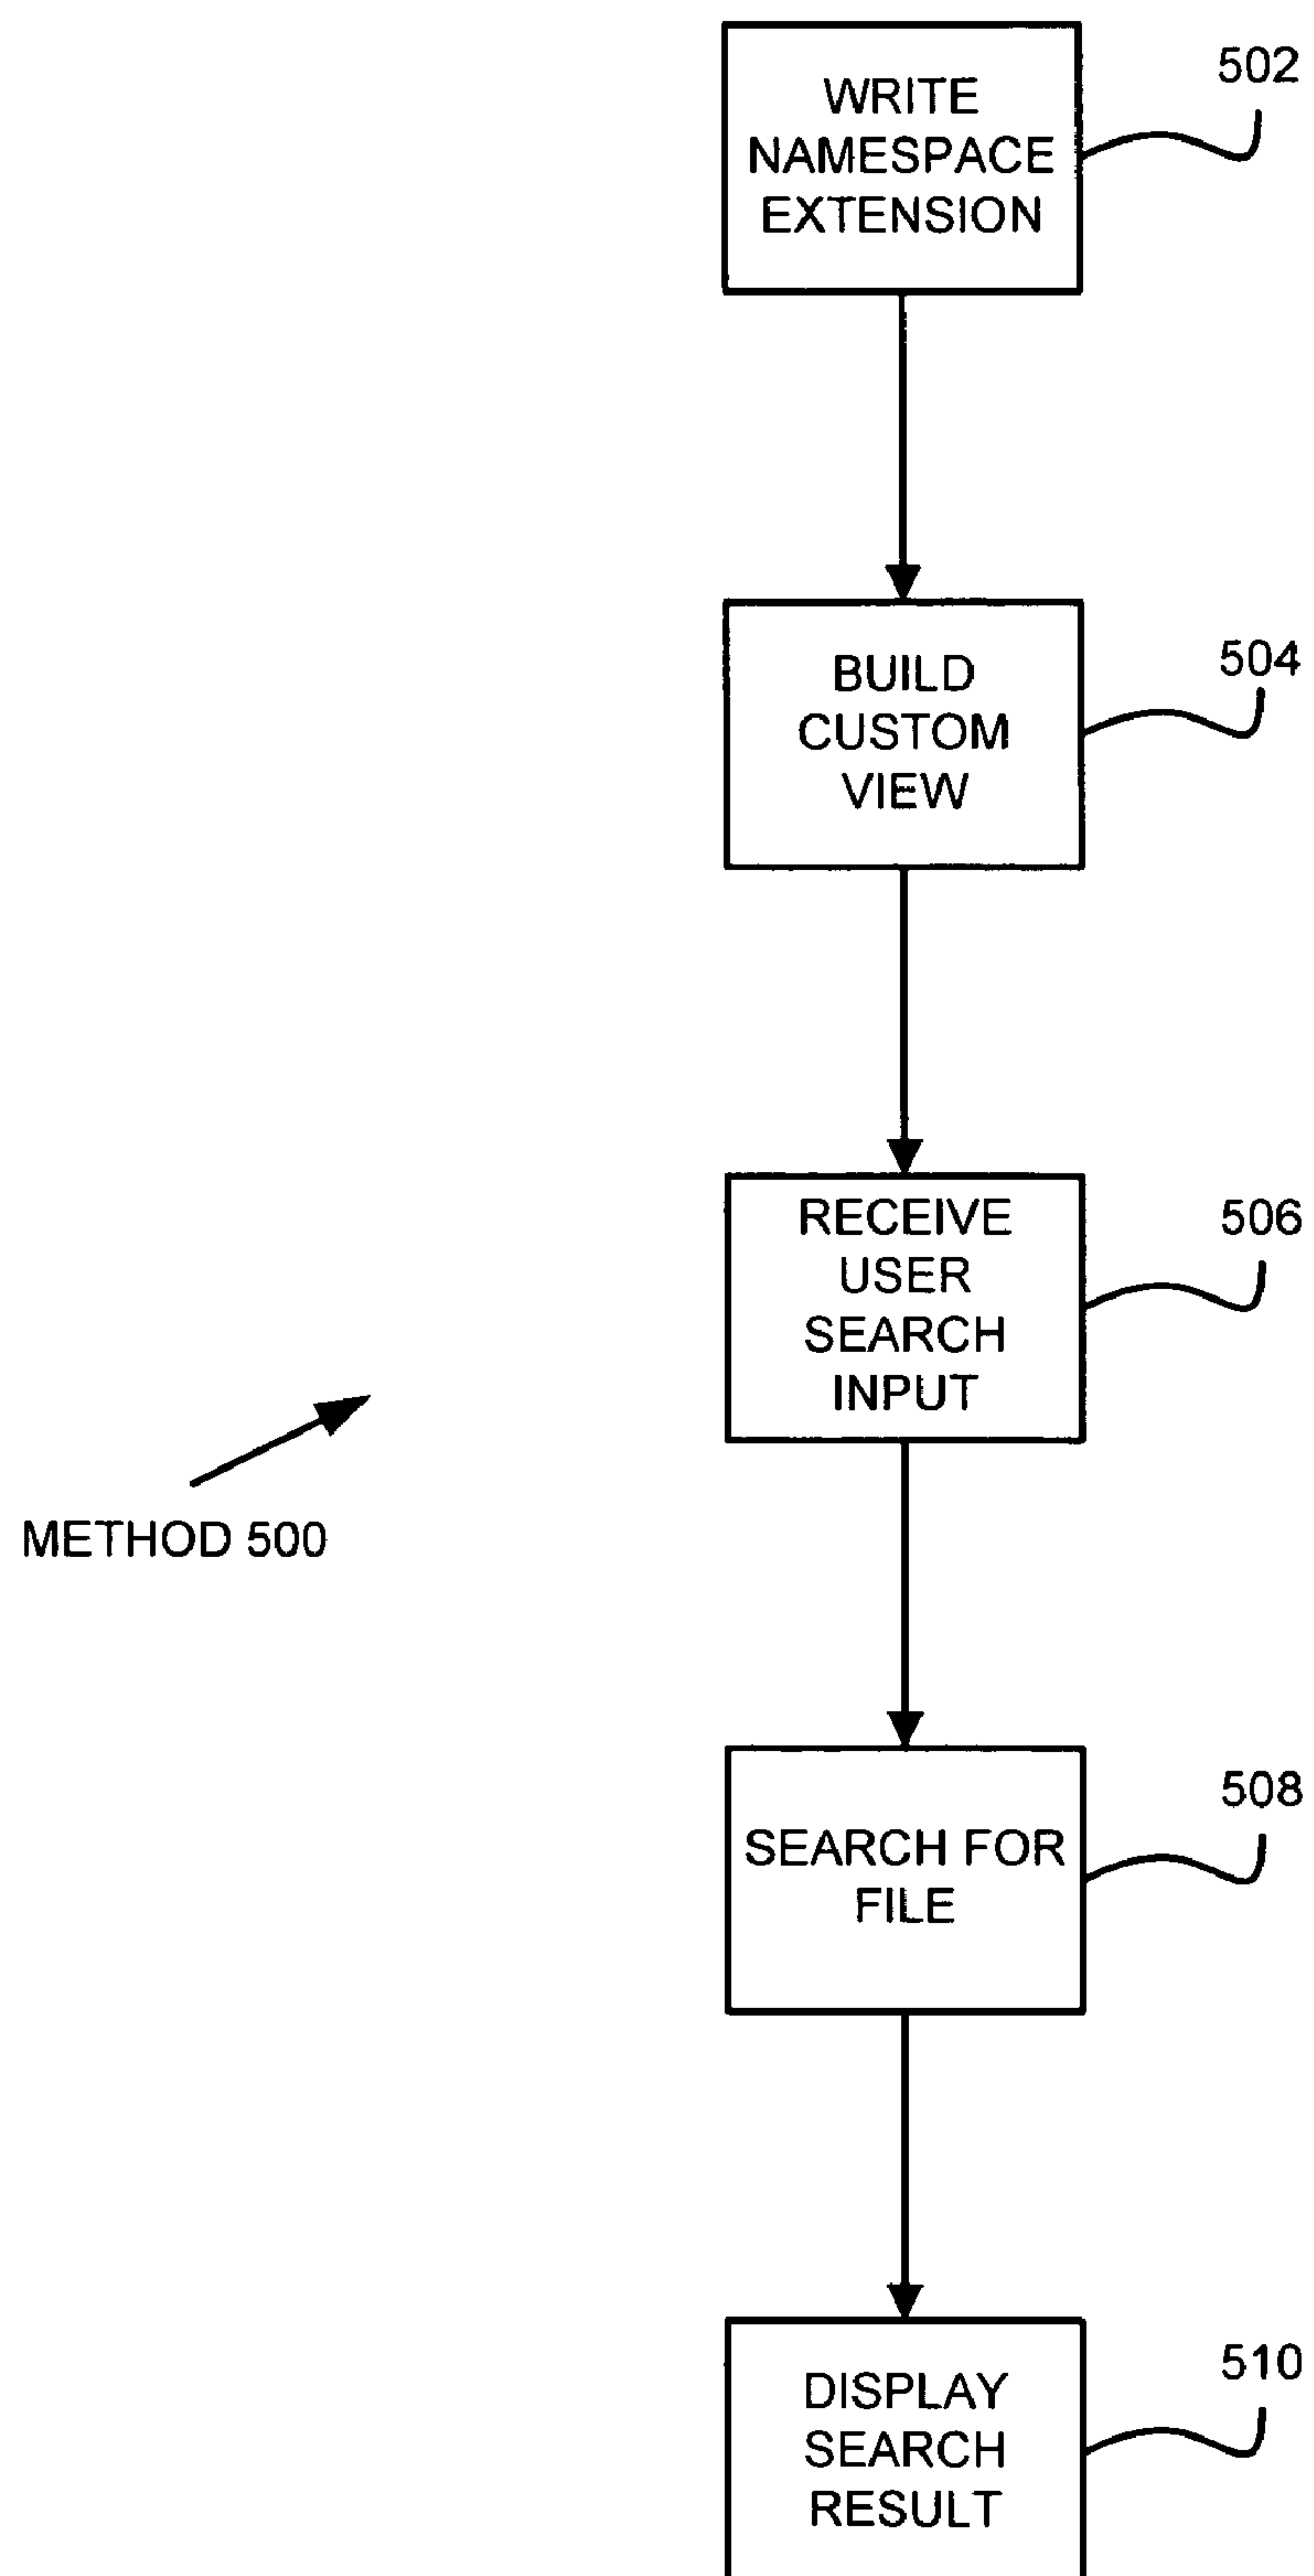 WRITE
NAMESPACE
EXTENSION
502
BUILD
CUSTOM
VIEW
504
RECEIVE
USER
SEARCH
INPUT
506
METHOD 500
SEARCH FOR
FILE
508
DISPLAY
SEARCH
RESULT
510